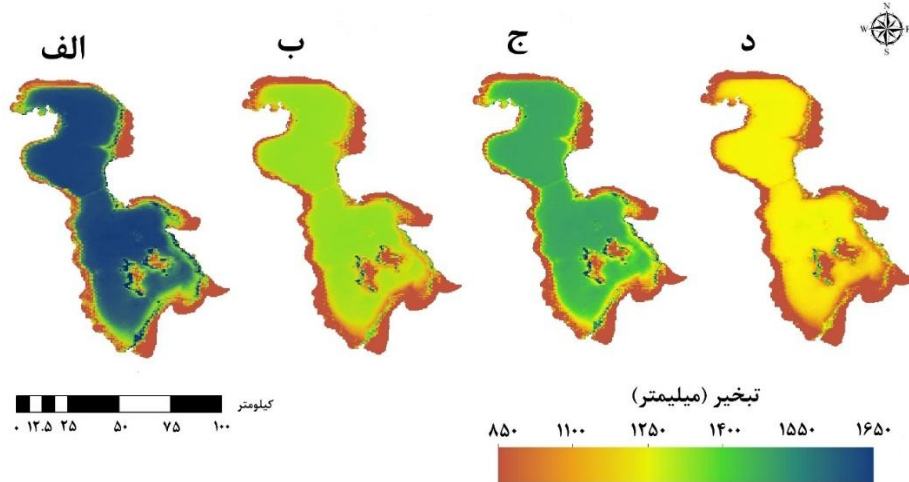 N
W E
S
الف ب ج د
کیلومتر
۰ ۱۲.۵ ۲۵ ۵۰ ۷۵ ۱۰۰
تبخیر (میلیمتر)
۸۵۰ ۱۱۰۰ ۱۲۵۰ ۱۴۰۰ ۱۵۵۰ ۱۶۵۰